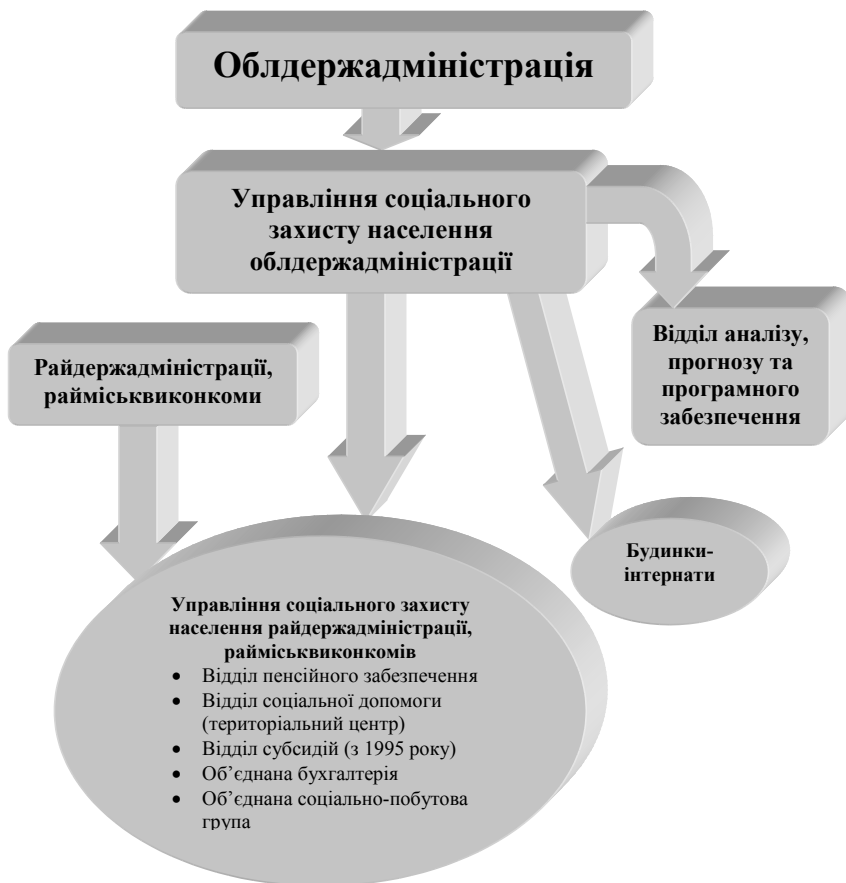 Облдержадміністрація
Управління соціального
захисту населення
облдержадміністрації
Відділ аналізу,
прогнозу та
програмного
забезпечення
Райдержадміністрації,
райміськвиконкоми
Будинки-
інтернати
Управління соціального захисту
населення райдержадміністрації,
райміськвиконкомів
• Відділ пенсійного забезпечення
• Відділ соціальної допомоги
(територіальний центр)
• Відділ субсидій (з 1995 року)
• Об’єднана бухгалтерія
• Об’єднана соціально-побутова
група